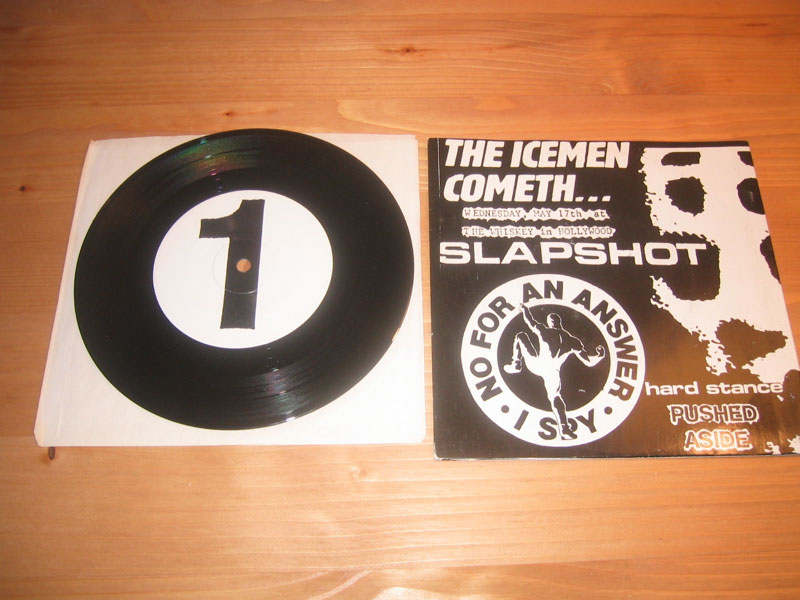 1
THE ICEMEN
COMETH...
WEDNESDAY, MAY 17th at
THE WHISKEY in HOLLYWOOD
SLAPSHOT
NO FOR AN ANSWER
• I SPY •
hard stance
PUSHED
ASIDE